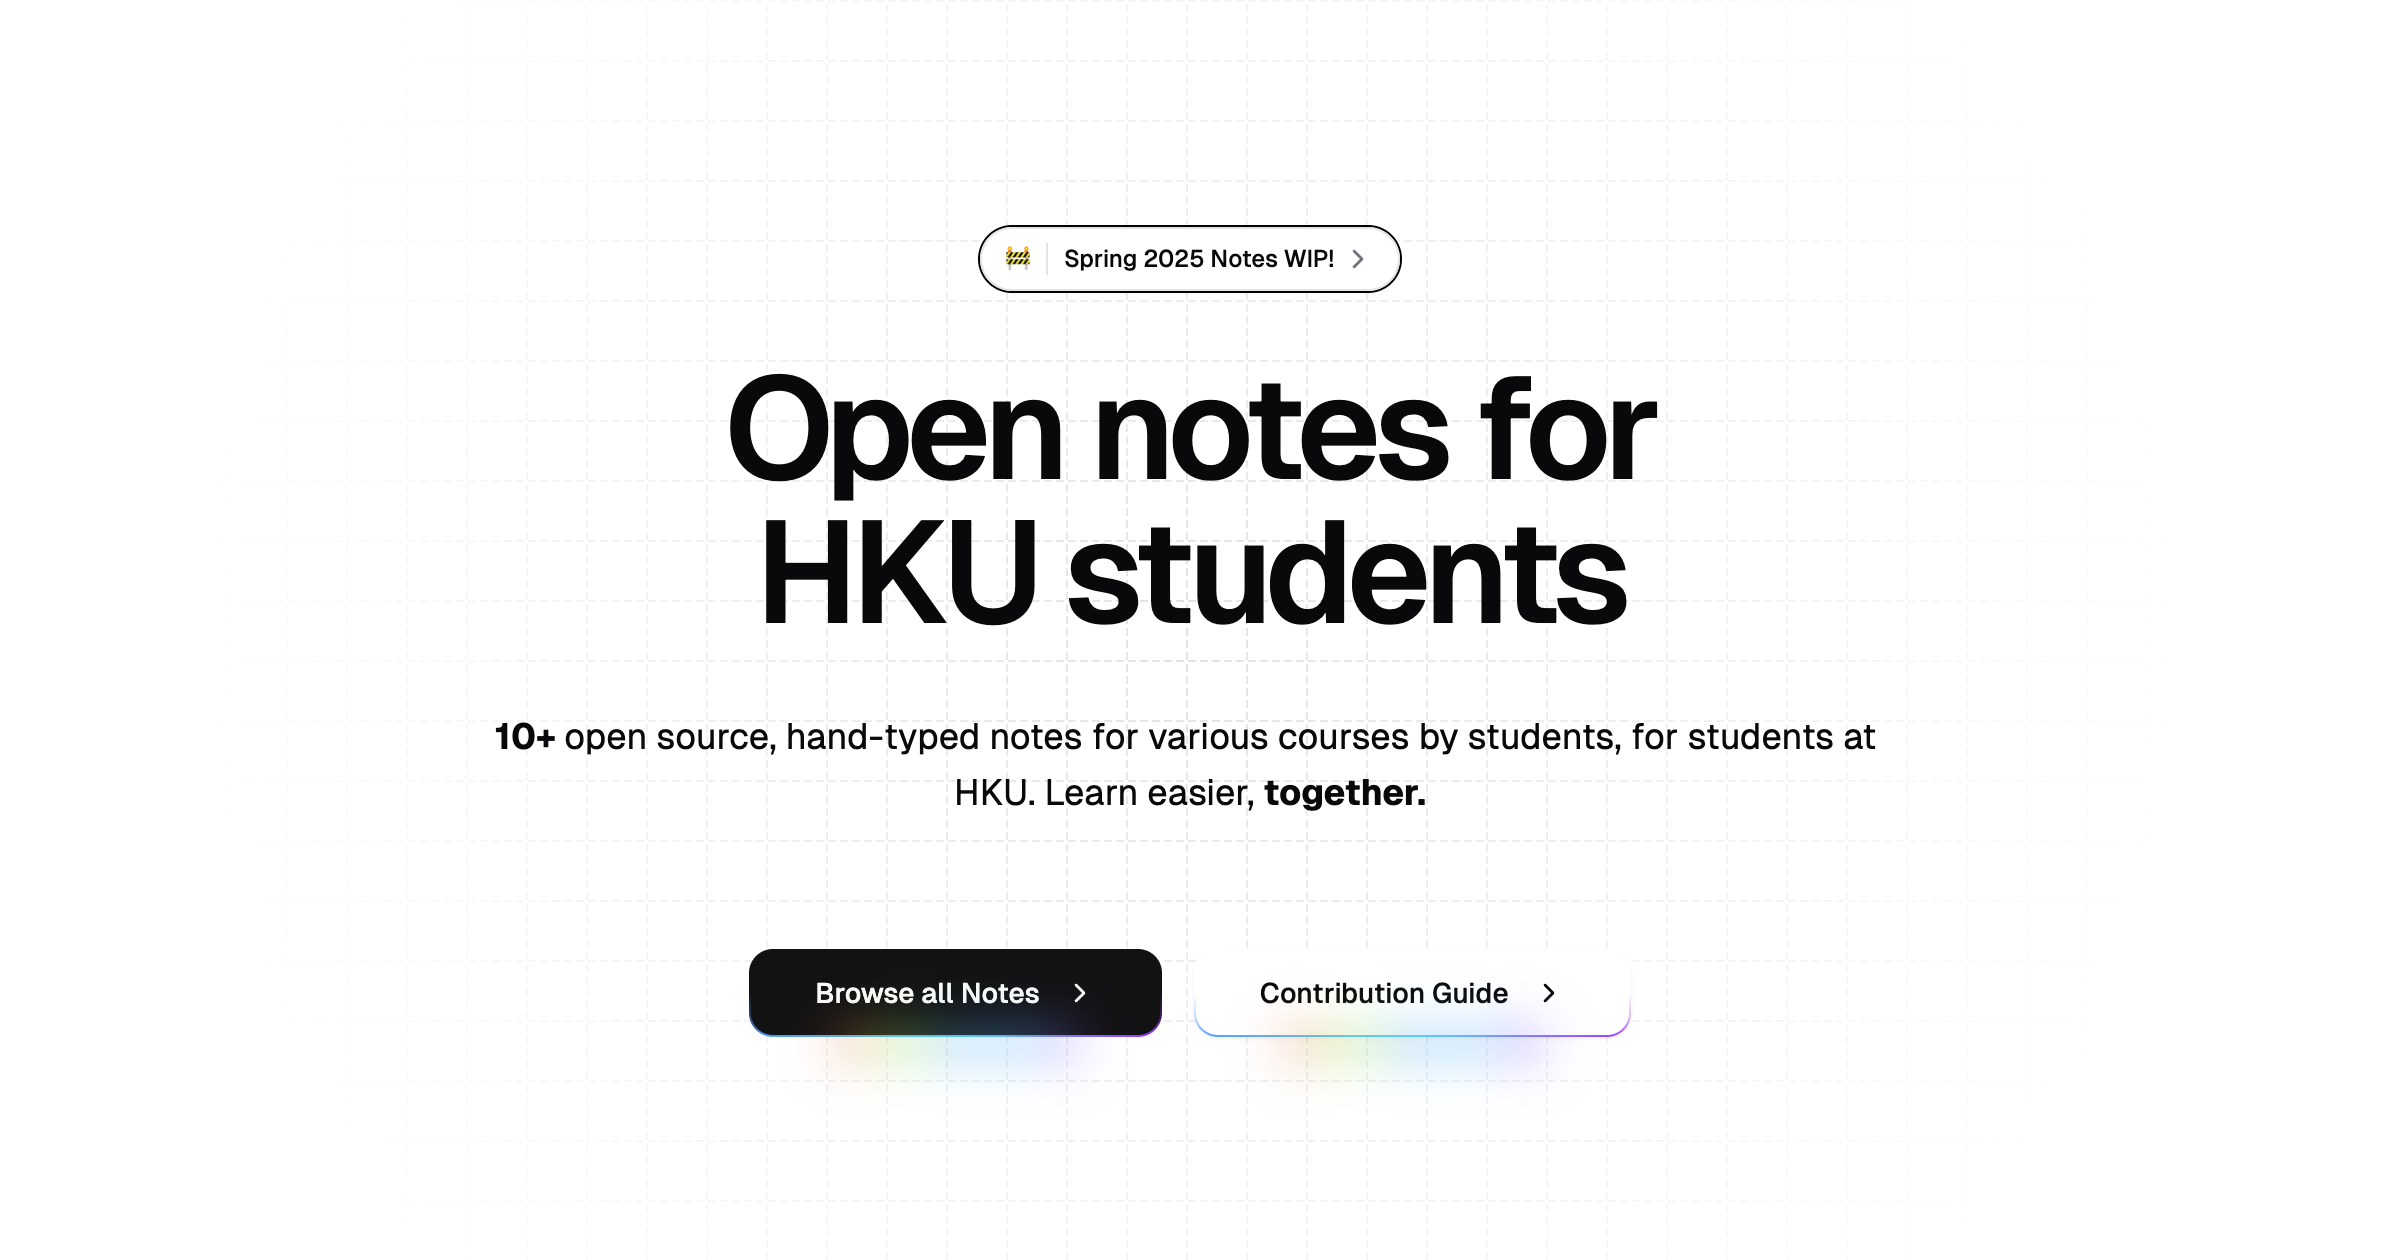 🚧 Spring 2025 Notes WIP!
Open notes for
HKU students
10+ open source, hand-typed notes for various courses by students, for students at
HKU. Learn easier, together.
Browse all Notes
Contribution Guide